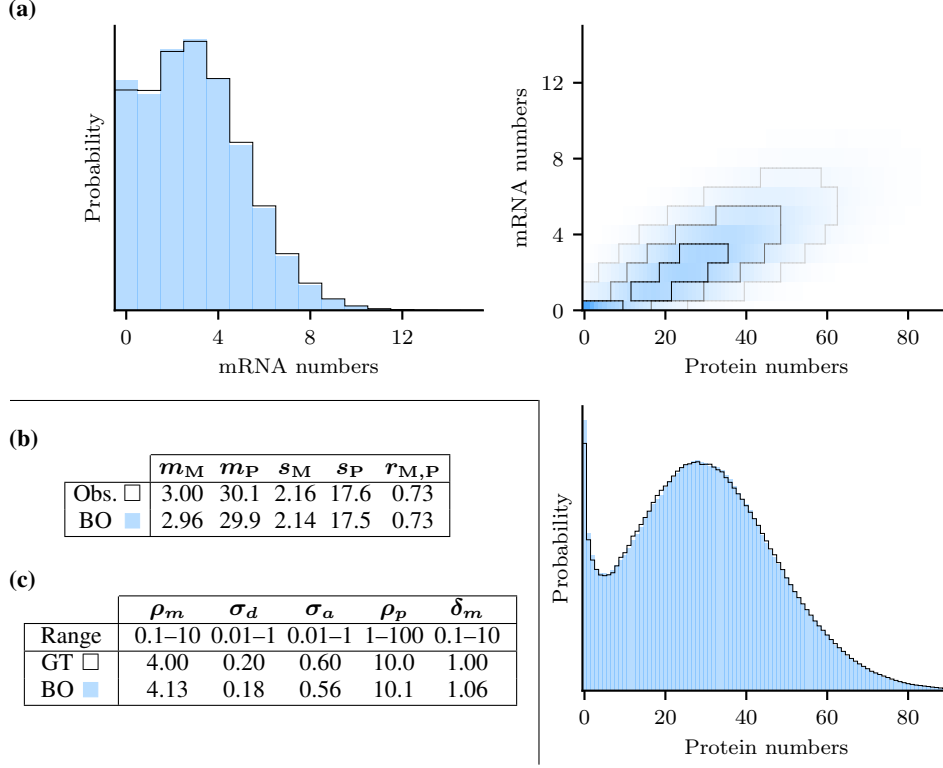 (a)
Probability
0 4 8 12
mRNA numbers
mRNA numbers
12
8
4
0
0 20 40 60 80
Protein numbers
(b)
m_M m_P s_M s_P r_M,P
Obs. 3.00 30.1 2.16 17.6 0.73
BO 2.96 29.9 2.14 17.5 0.73
(c)
ρ_m σ_d σ_a ρ_p δ_m
Range 0.1–10 0.01–1 0.01–1 1–100 0.1–10
GT 4.00 0.20 0.60 10.0 1.00
BO 4.13 0.18 0.56 10.1 1.06
Probability
0 20 40 60 80
Protein numbers